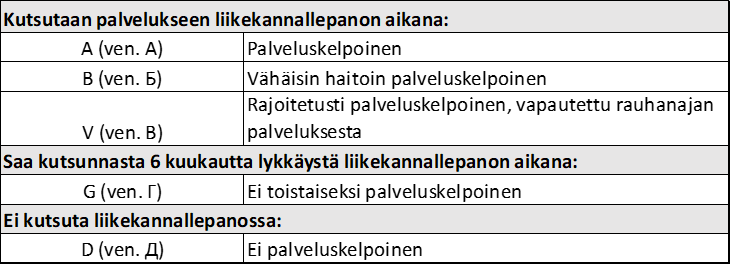 Kutsutaan palvelukseen liikekannallepanon aikana:
A (ven. А) Palveluskelpoinen
B (ven. Б) Vähäisin haitoin palveluskelpoinen
Rajoitetusti palveluskelpoinen, vapautettu rauhanajan
V (ven. В) palveluksesta
Saa kutsunnasta 6 kuukautta lykkäystä liikekannallepanon aikana:
G (ven. Г) Ei toistaiseksi palveluskelpoinen
Ei kutsuta liikekannallepanossa:
D (ven. Д) Ei palveluskelpoinen